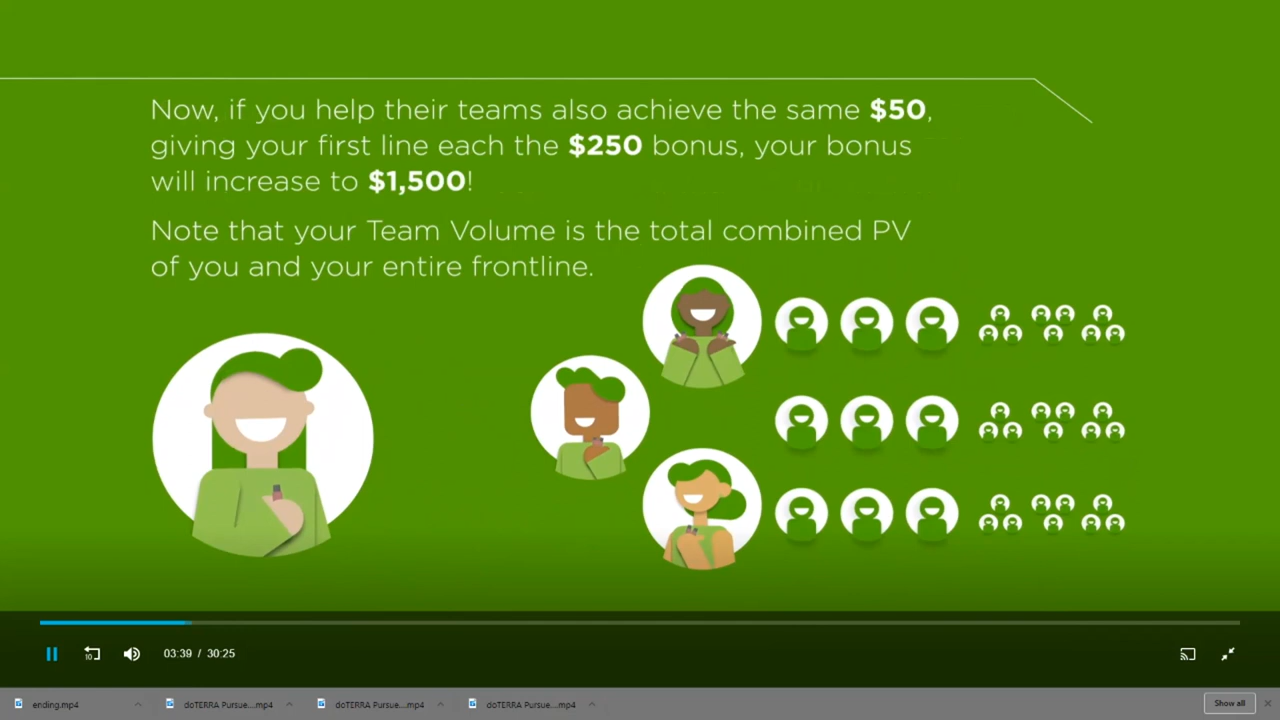 Now, if you help their teams also achieve the same $50,
giving your first line each the $250 bonus, your bonus
will increase to $1,500!
Note that your Team Volume is the total combined PV
of you and your entire frontline.
10
03:39 / 30:25
ending.mp4
doTERRA Pursue....mp4
doTERRA Pursue....mp4
doTERRA Pursue....mp4
Show all